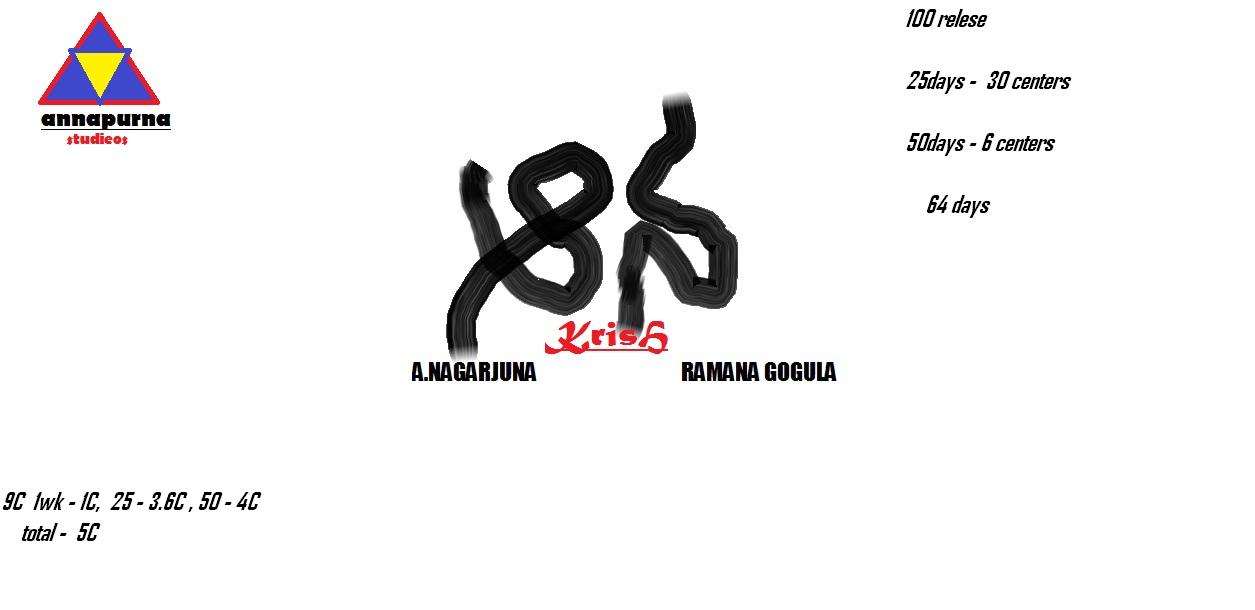 annapurna
studieos
100 relese
25days - 30 centers
50days - 6 centers
64 days
KrisH
A.NAGARJUNA
RAMANA GOGULA
9C 1wk - 1C, 25 - 3.6C , 50 - 4C
total - 5C